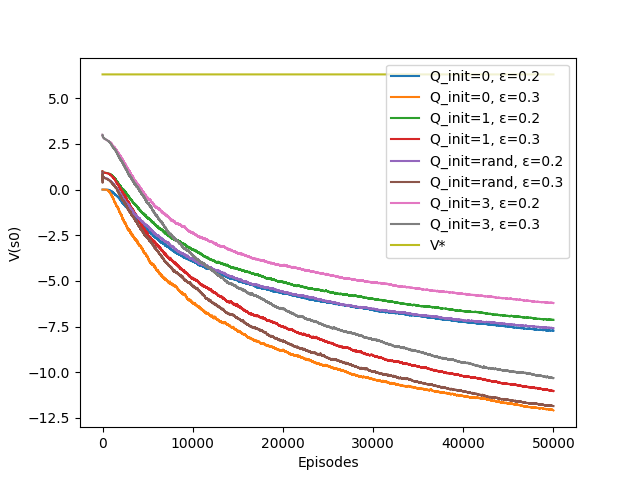 Q_init=0, ε=0.2
Q_init=0, ε=0.3
Q_init=1, ε=0.2
Q_init=1, ε=0.3
Q_init=rand, ε=0.2
Q_init=rand, ε=0.3
Q_init=3, ε=0.2
Q_init=3, ε=0.3
V*
5.0
2.5
0.0
−2.5
−5.0
−7.5
−10.0
−12.5
V(s0)
0 10000 20000 30000 40000 50000
Episodes